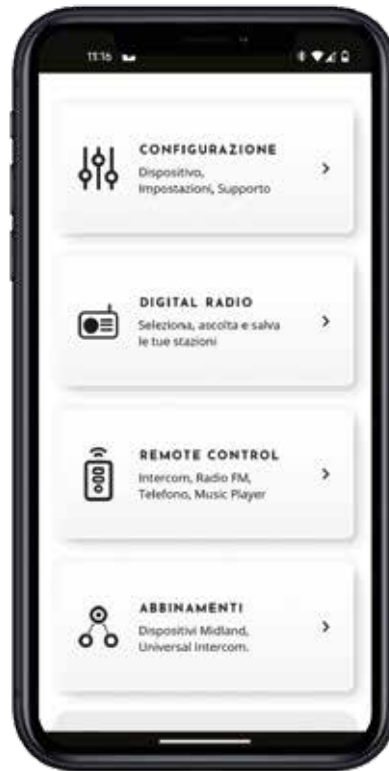 11:16
CONFIGURAZIONE
Dispositivo,
Impostazioni, Supporto
DIGITAL RADIO
Seleziona, ascolta e salva
le tue stazioni
REMOTE CONTROL
Intercom, Radio FM,
Telefono, Music Player
ABBINAMENTI
Dispositivi Midland,
Universal Intercom.